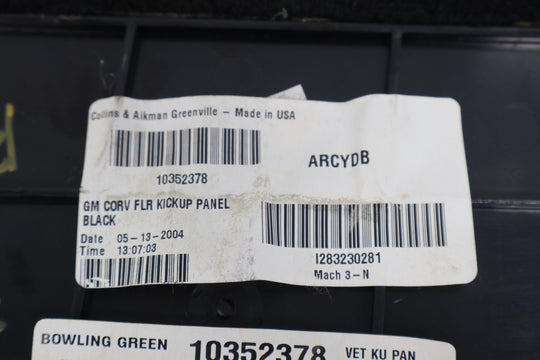 Collins & Aikman Greenville - Made in USA
ARCYDB
10352378
GM CORV FLR KICKUP PANEL
BLACK
Date 05-13-2004
Time 13:07:03
I283230281
Mach 3-N
BOWLING GREEN 10352378 VET KU PAN